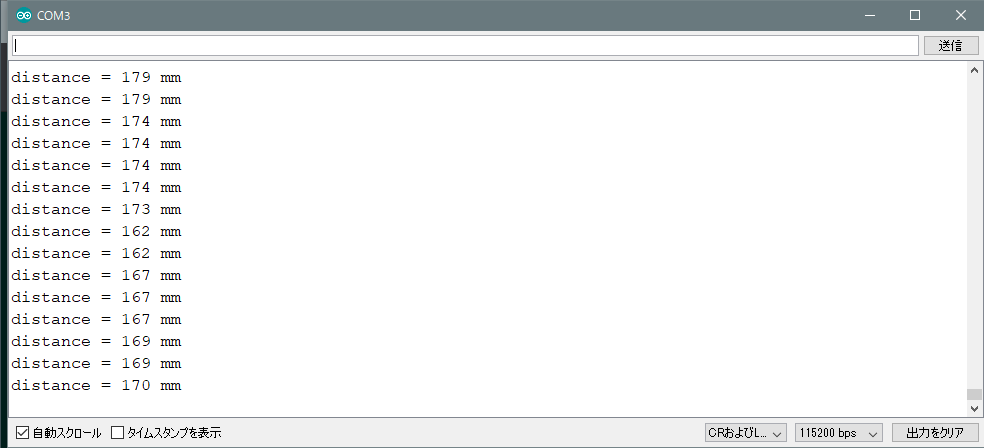 COM3
送信
distance = 179 mm
distance = 179 mm
distance = 174 mm
distance = 174 mm
distance = 174 mm
distance = 174 mm
distance = 173 mm
distance = 162 mm
distance = 162 mm
distance = 167 mm
distance = 167 mm
distance = 167 mm
distance = 169 mm
distance = 169 mm
distance = 170 mm
自動スクロール タイムスタンプを表示 CRおよびL... 115200 bps 出力をクリア